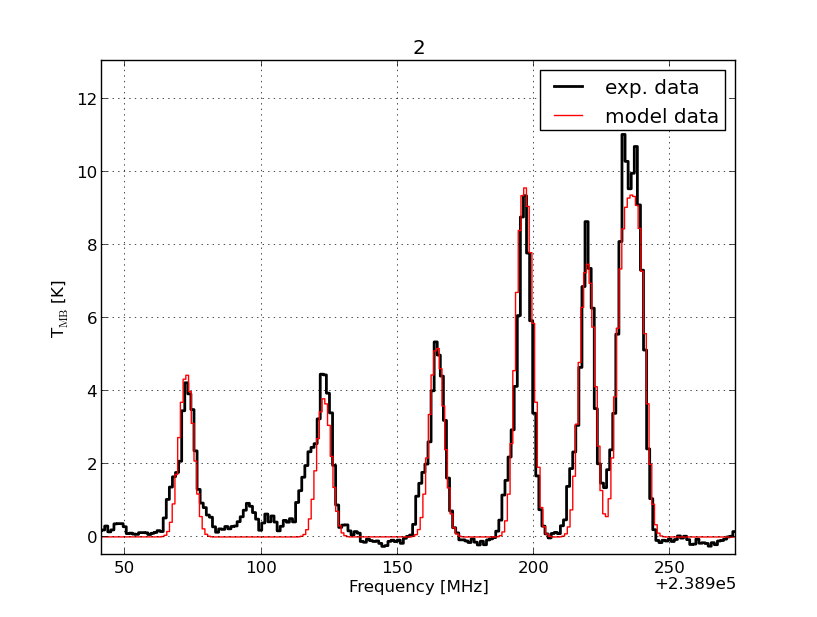 2
exp. data
model data
12
10
8
6
4
2
0
T_MB [K]
50
100
150
200
250
+2.389e5
Frequency [MHz]